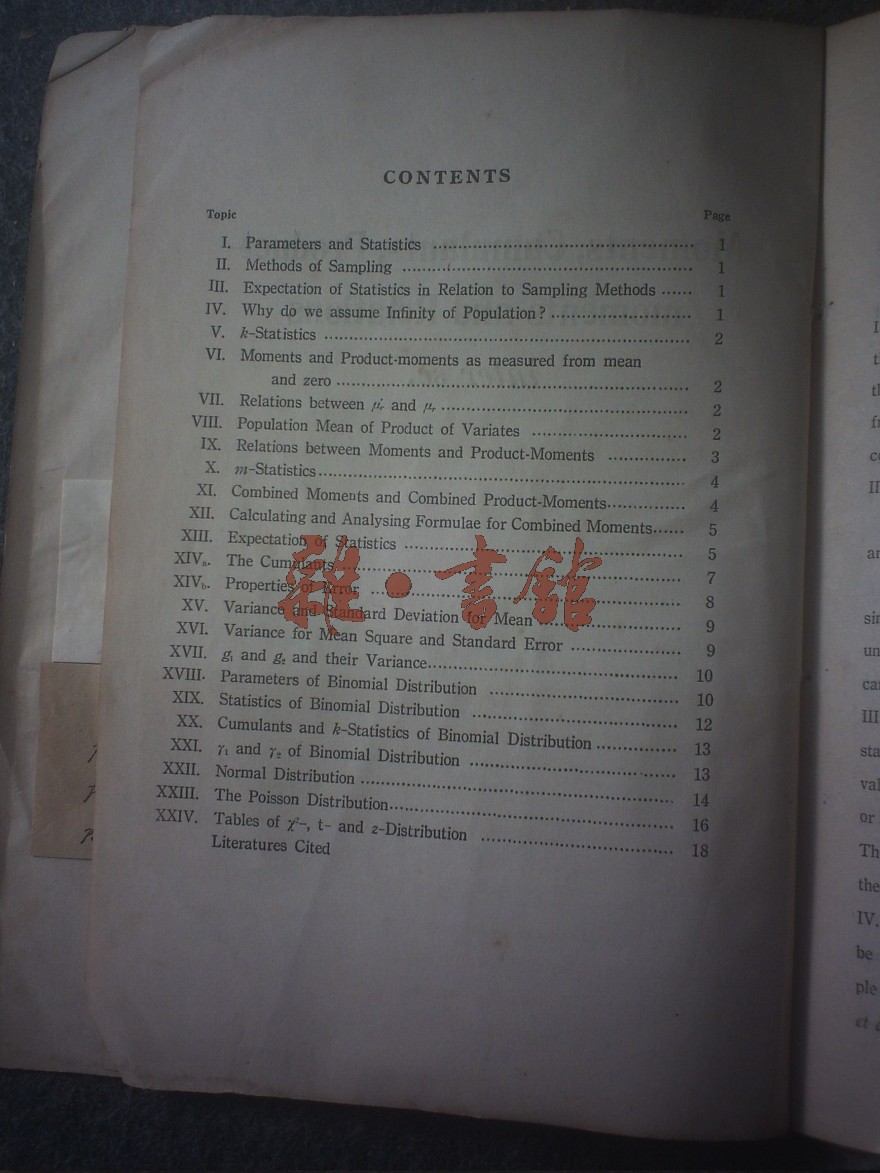 CONTENTS
Topic Page
I. Parameters and Statistics ........ 1
II. Methods of Sampling ........ 1
III. Expectation of Statistics in Relation to Sampling Methods ...... 1
IV. Why do we assume Infinity of Population? ........ 1
V. k-Statistics ........ 2
VI. Moments and Product-moments as measured from mean
and zero ........ 2
VII. Relations between μ′ᵣ and μᵣ ........ 2
VIII. Population Mean of Product of Variates ........ 2
IX. Relations between Moments and Product-Moments ........ 3
X. m-Statistics ........ 4
XI. Combined Moments and Combined Product-Moments ........ 4
XII. Calculating and Analysing Formulae for Combined Moments ...... 5
XIII. Expectation of Statistics ........ 5
XIVa. The Cumulants ........ 7
XIVb. Properties of Error ........ 8
XV. Variance and Standard Deviation for Mean ........ 9
XVI. Variance for Mean Square and Standard Error ........ 9
XVII. g₁ and g₂ and their Variance ........ 10
XVIII. Parameters of Binomial Distribution ........ 10
XIX. Statistics of Binomial Distribution ........ 12
XX. Cumulants and k-Statistics of Binomial Distribution ........ 13
XXI. γ₁ and γ₂ of Binomial Distribution ........ 13
XXII. Normal Distribution ........ 14
XXIII. The Poisson Distribution ........ 16
XXIV. Tables of χ²-, t- and z-Distribution ........ 18
Literatures Cited
雜·書館